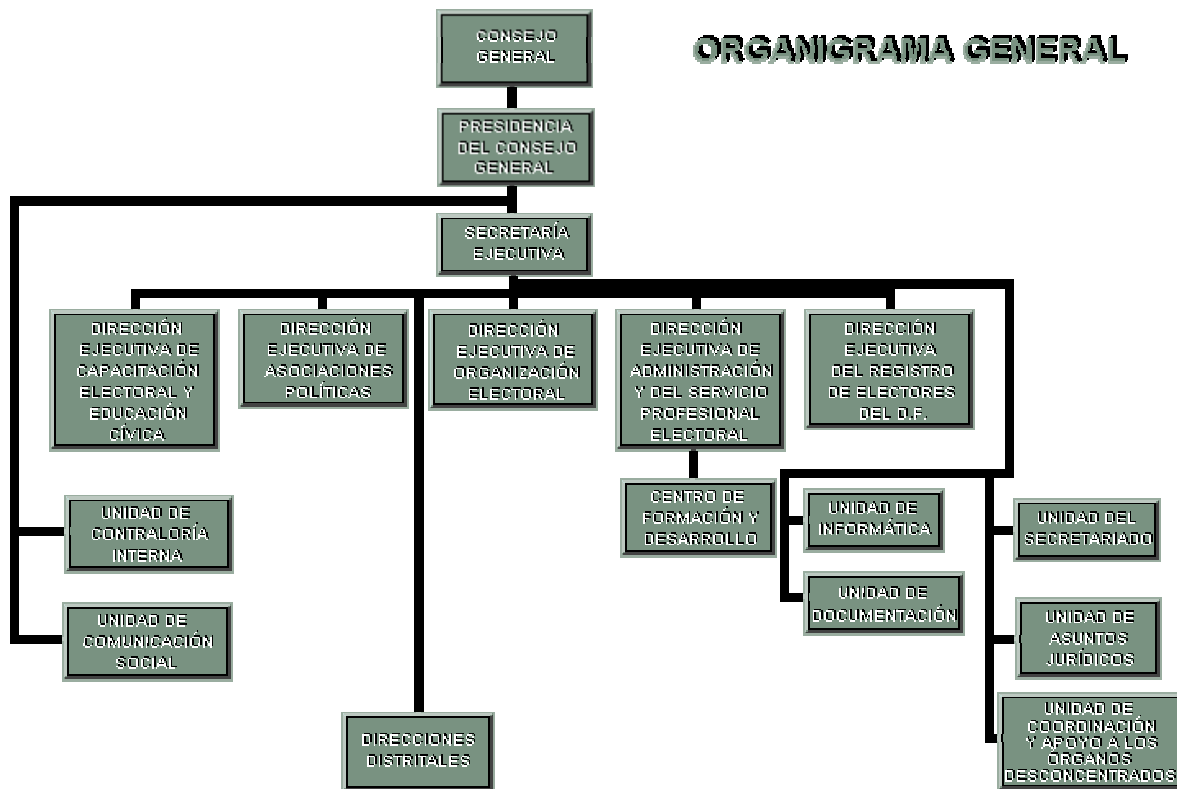 ORGANIGRAMA GENERAL
CONSEJO
GENERAL
PRESIDENCIA
DEL CONSEJO
GENERAL
SECRETARÍA
EJECUTIVA
DIRECCIÓN
EJECUTIVA DE
CAPACITACIÓN
ELECTORAL Y
EDUCACIÓN
CÍVICA
DIRECCIÓN
EJECUTIVA DE
ASOCIACIONES
POLÍTICAS
DIRECCIÓN
EJECUTIVA DE
ORGANIZACIÓN
ELECTORAL
DIRECCIÓN
EJECUTIVA DE
ADMINISTRACIÓN
Y DEL SERVICIO
PROFESIONAL
ELECTORAL
DIRECCIÓN
EJECUTIVA
DEL REGISTRO
DE ELECTORES
DEL D.F.
UNIDAD DE
CONTRALORÍA
INTERNA
UNIDAD DE
COMUNICACIÓN
SOCIAL
DIRECCIONES
DISTRITALES
CENTRO DE
FORMACIÓN Y
DESARROLLO
UNIDAD DE
INFORMÁTICA
UNIDAD DE
DOCUMENTACIÓN
UNIDAD DEL
SECRETARIADO
UNIDAD DE
ASUNTOS
JURÍDICOS
UNIDAD DE
COORDINACIÓN
Y APOYO A LOS
ÓRGANOS
DESCONCENTRADOS